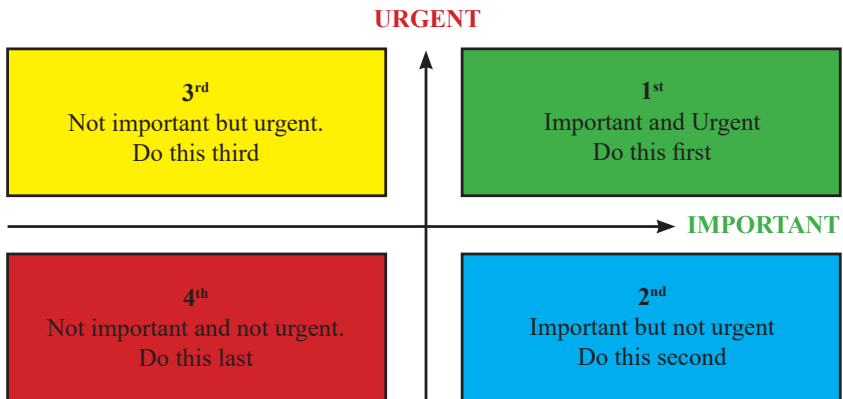 URGENT
3rd
Not important but urgent.
Do this third
1st
Important and Urgent
Do this first
IMPORTANT
4th
Not important and not urgent.
Do this last
2nd
Important but not urgent
Do this second